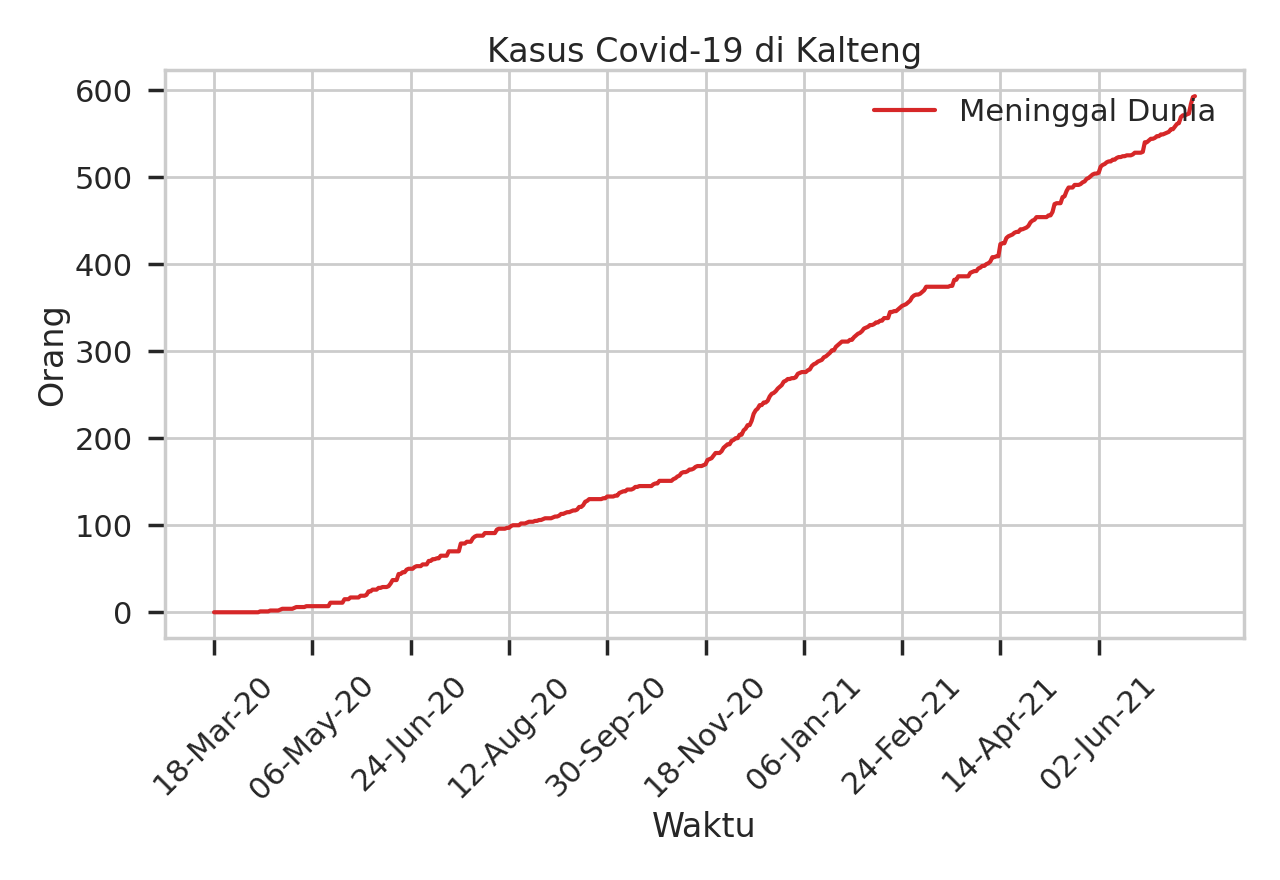 Kasus Covid-19 di Kalteng
Meninggal Dunia
600
500
400
300
200
100
0
Orang
18-Mar-20
06-May-20
24-Jun-20
12-Aug-20
30-Sep-20
18-Nov-20
06-Jan-21
24-Feb-21
14-Apr-21
02-Jun-21
Waktu